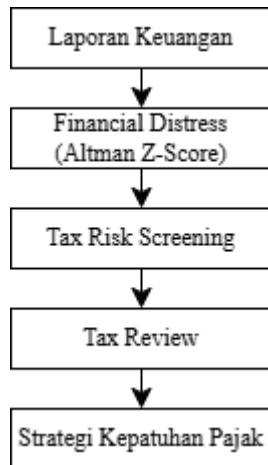 Laporan Keuangan
Financial Distress
(Altman Z-Score)
Tax Risk Screening
Tax Review
Strategi Kepatuhan Pajak